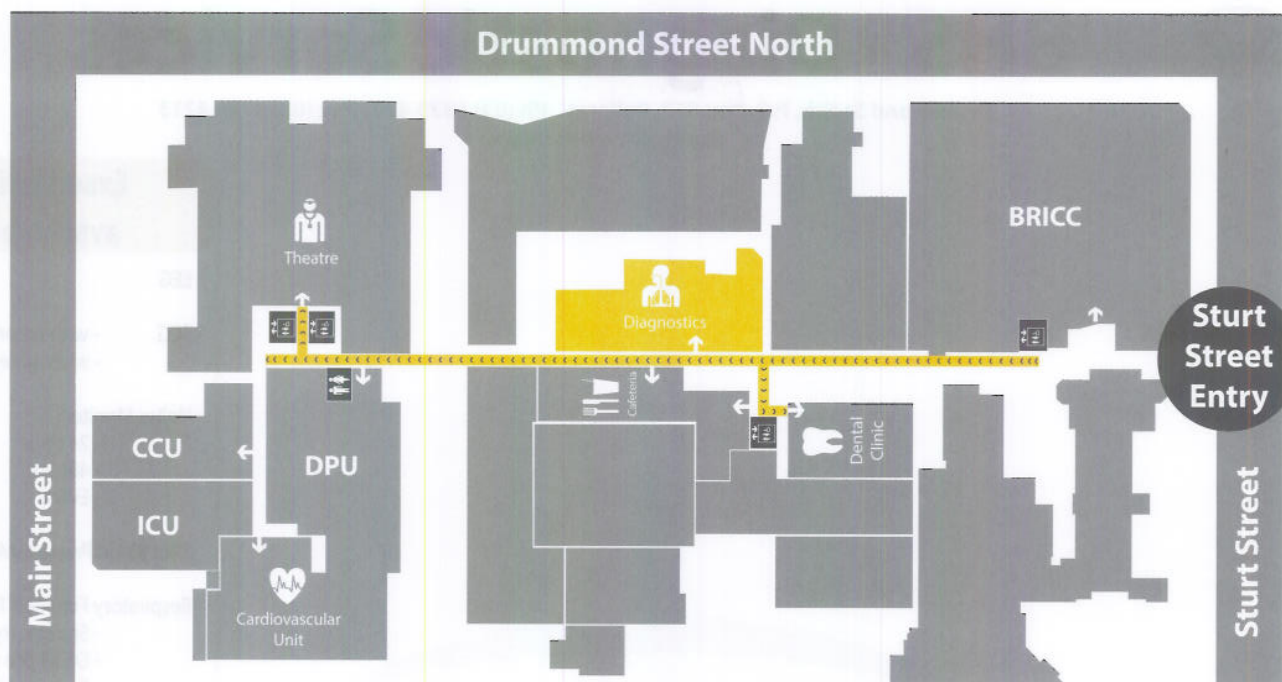 Drummond Street North
BRICC
Theatre
Diagnostics
Sturt
Street
Entry
Cafeteria
Dental
Clinic
CCU
DPU
ICU
Cardiovascular
Unit
Mair Street
Sturt Street